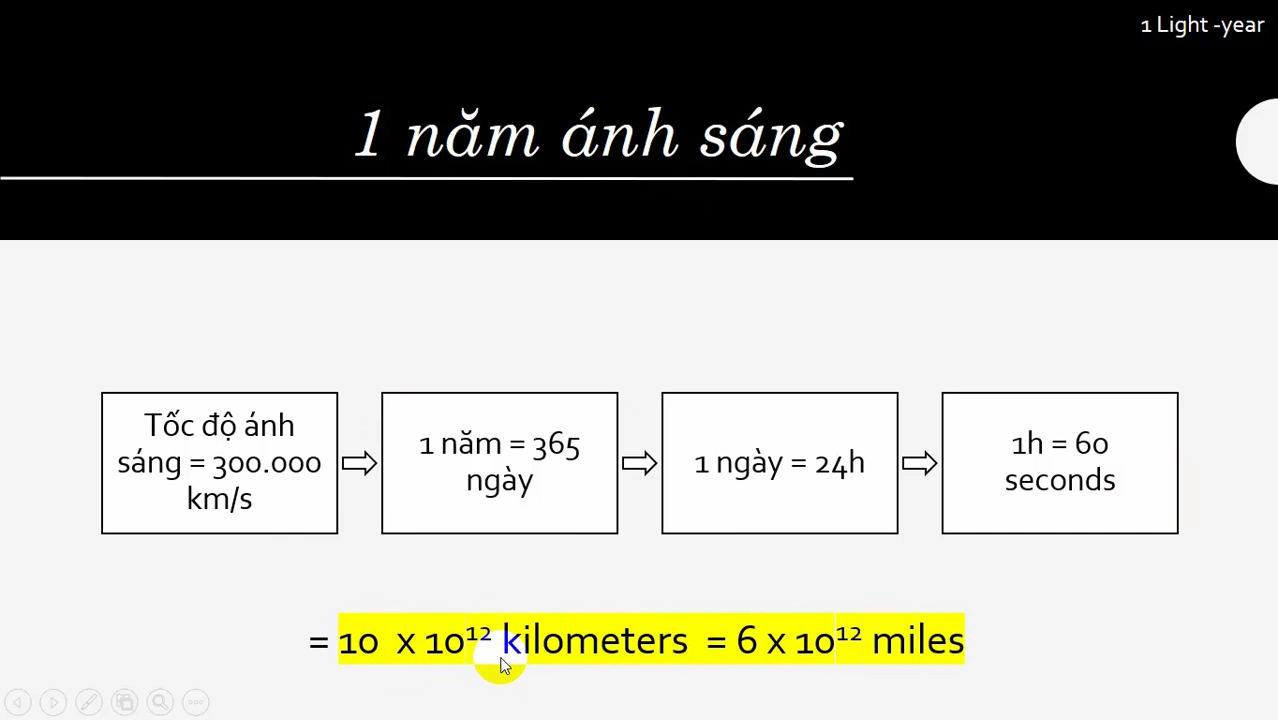 1 Light -year
1 năm ánh sáng
Tốc độ ánh
sáng = 300.000
km/s
1 năm = 365
ngày
1 ngày = 24h
1h = 60
seconds
= 10 x 10¹² kilometers = 6 x 10¹² miles